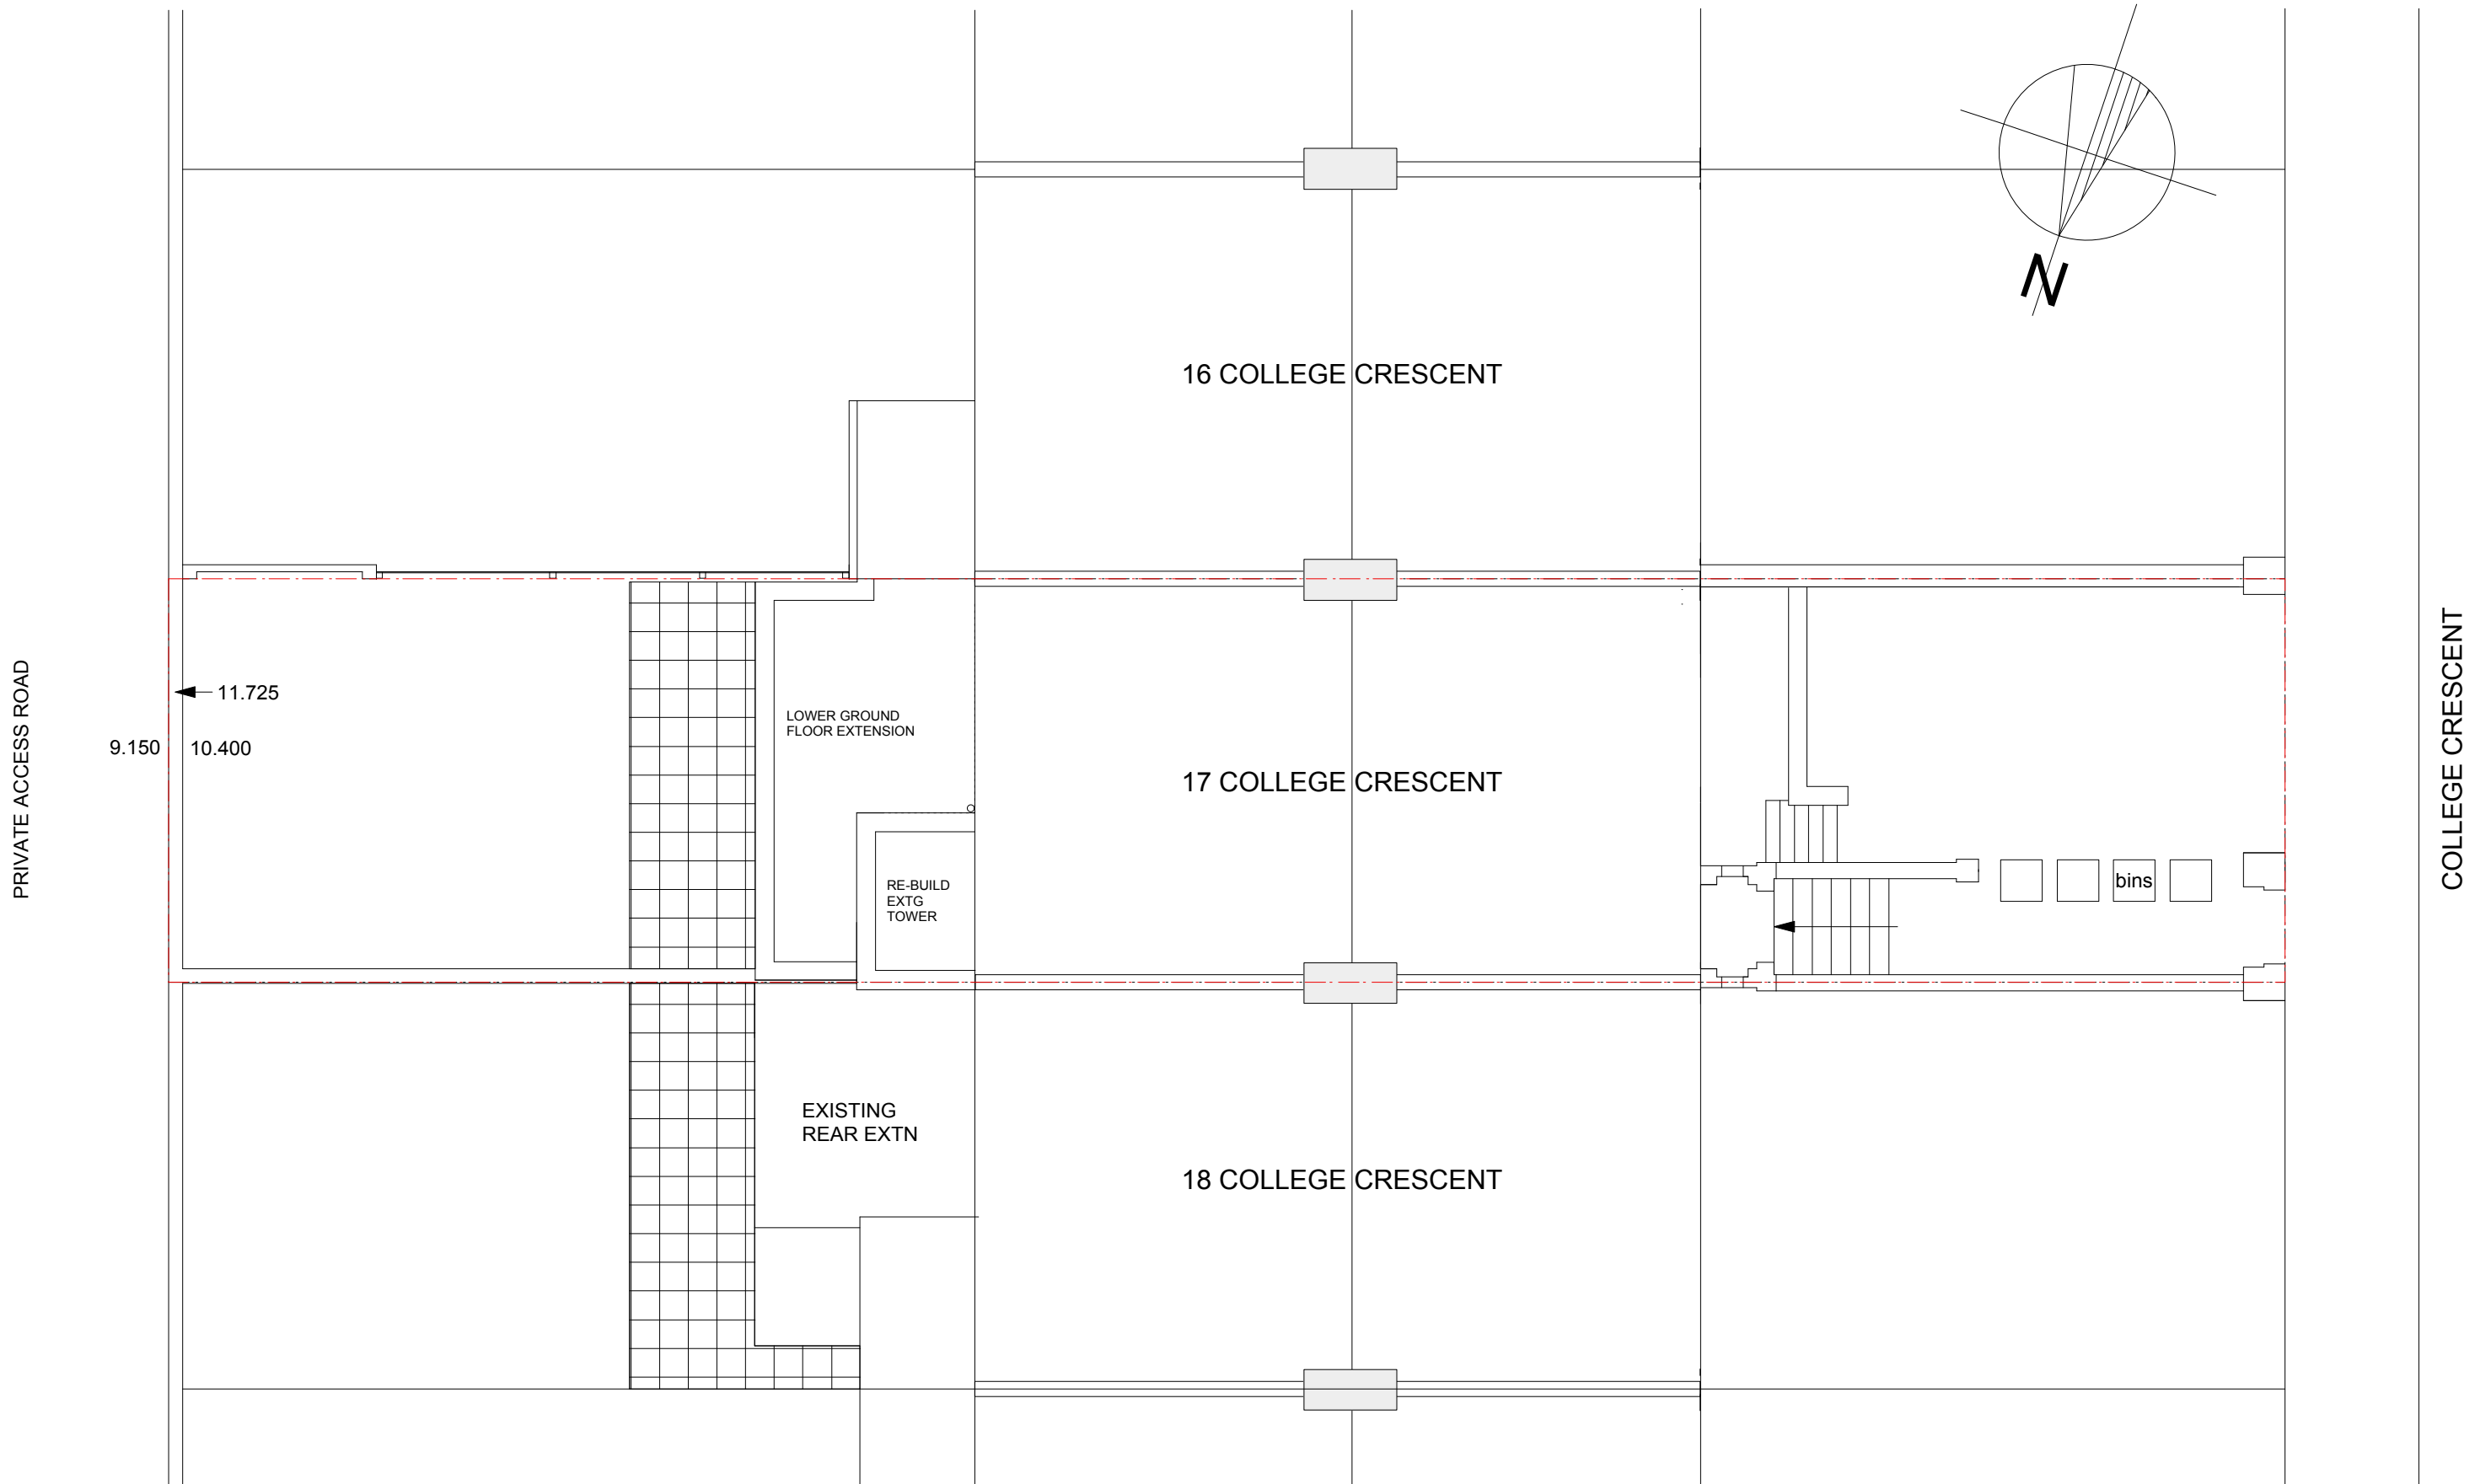 N
16 COLLEGE CRESCENT
PRIVATE ACCESS ROAD
11.725
9.150
10.400
LOWER GROUND
FLOOR EXTENSION
17 COLLEGE CRESCENT
RE-BUILD
EXTG
TOWER
bins
COLLEGE CRESCENT
EXISTING
REAR EXTN
18 COLLEGE CRESCENT